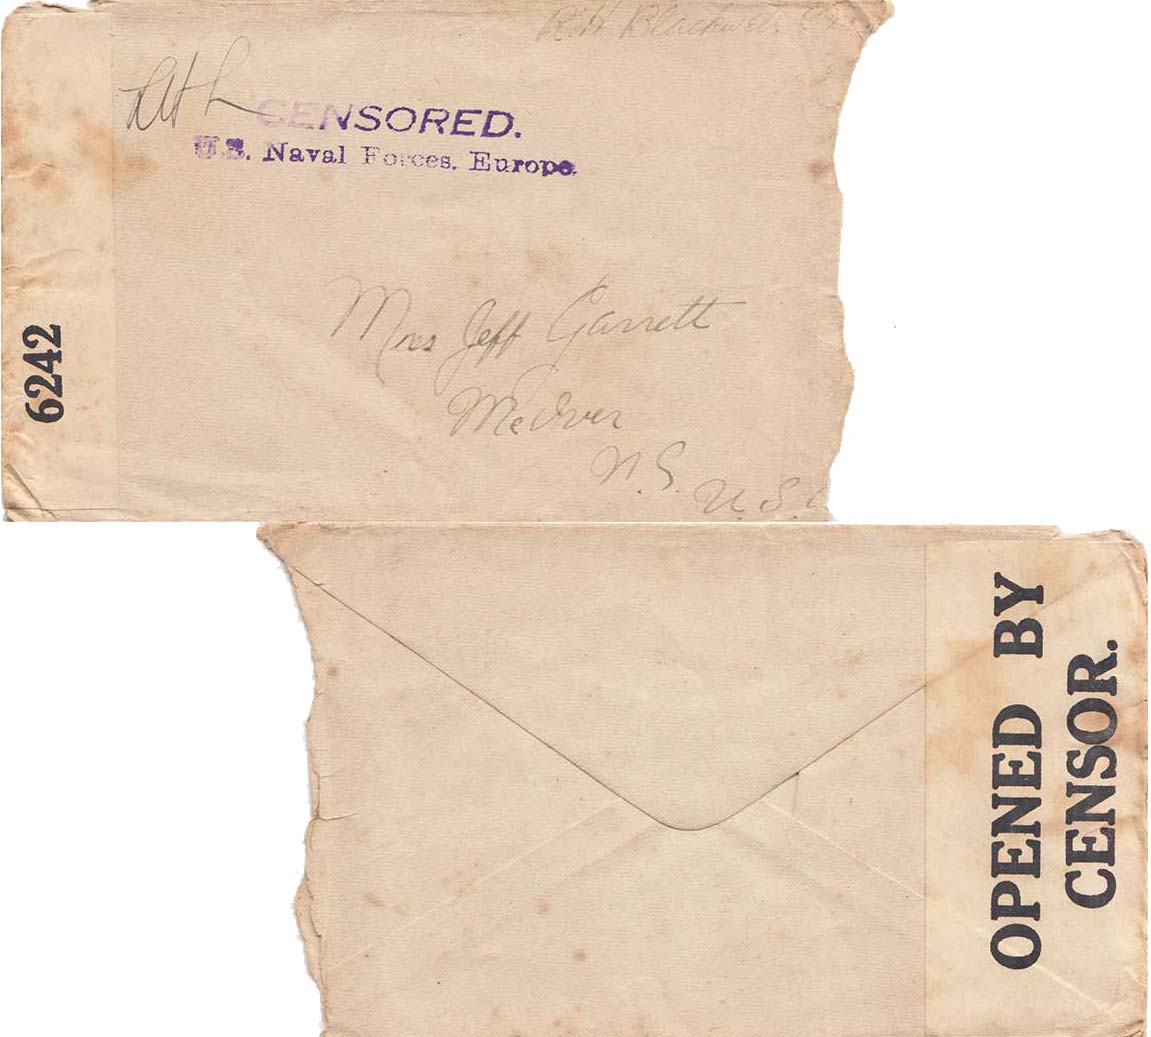 R H Blackwell
CENSORED.
U.S. Naval Forces, Europe.
6242
Mrs Jeff Garrett
McIver
N.C.
U.S.
OPENED BY
CENSOR.